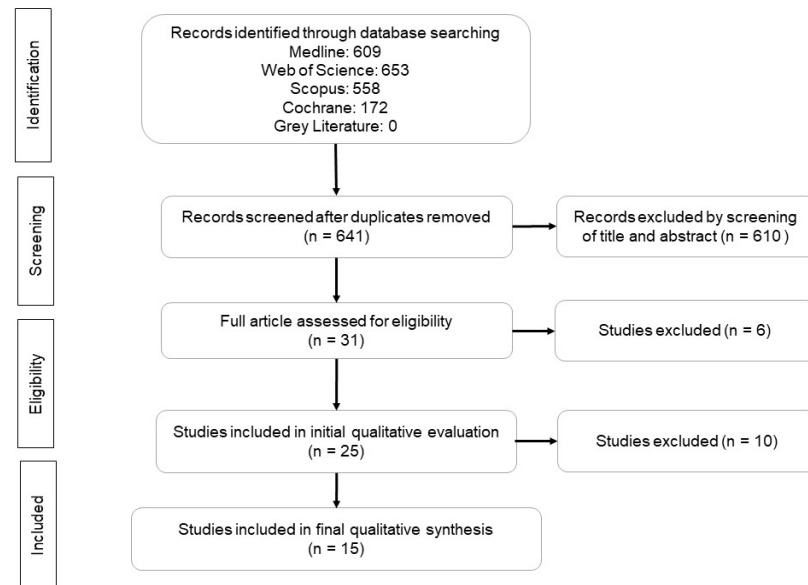 Identification
Records identified through database searching
Medline: 609
Web of Science: 653
Scopus: 558
Cochrane: 172
Grey Literature: 0
Screening
Records screened after duplicates removed
(n = 641)
Records excluded by screening
of title and abstract (n = 610 )
Eligibility
Full article assessed for eligibility
(n = 31)
Studies excluded (n = 6)
Studies included in initial qualitative evaluation
(n = 25)
Studies excluded (n = 10)
Included
Studies included in final qualitative synthesis
(n = 15)